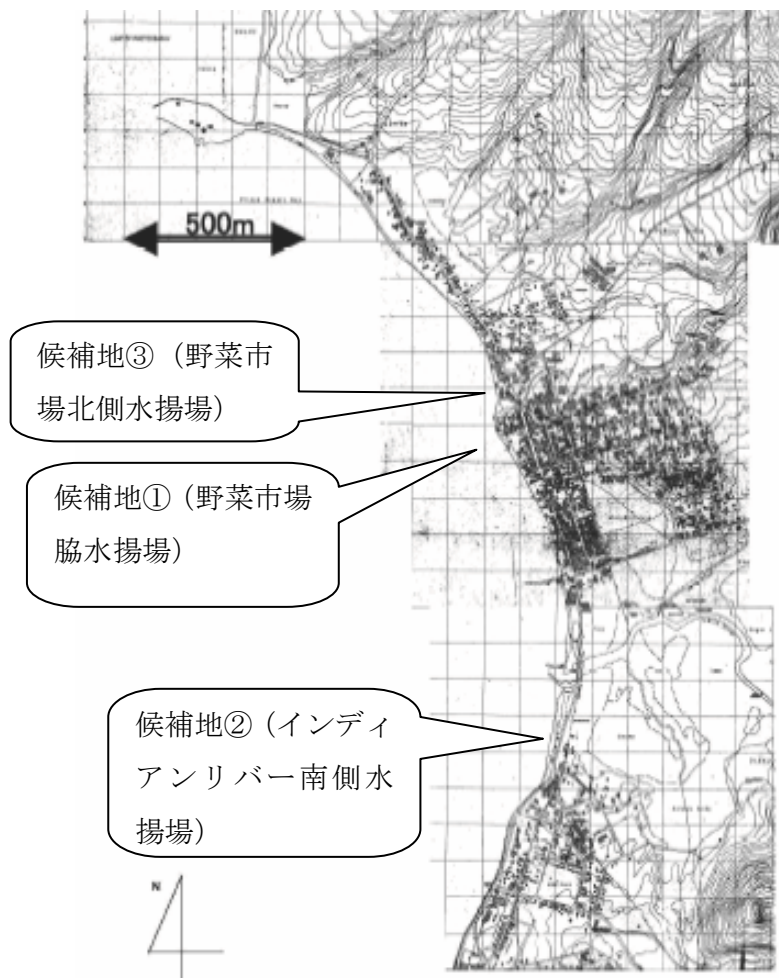 500m
候補地③（野菜市
場北側水揚場）
候補地①（野菜市場
脇水揚場）
候補地②（インディ
アンリバー南側水
揚場）
N